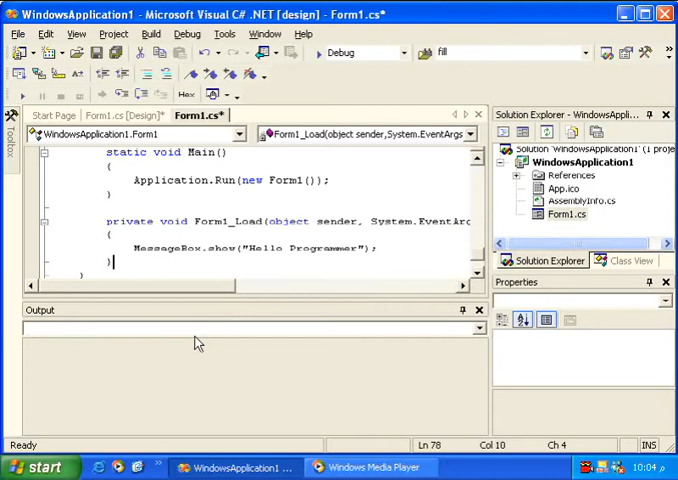 WindowsApplication1 - Microsoft Visual C# .NET [design] - Form1.cs*
File Edit View Project Build Debug Tools Window Help
Debug fill
Hex
Start Page Form1.cs [Design]* Form1.cs*
WindowsApplication1.Form1 Form1_Load(object sender,System.EventArgs
Toolbox
static void Main()
{
Application.Run(new Form1());
}
private void Form1_Load(object sender, System.EventArg
{
MessageBox.show("Hello Programmer");
}
}
Solution Explorer - WindowsAppli...
Solution 'WindowsApplication1' (1 proje
WindowsApplication1
References
App.ico
AssemblyInfo.cs
Form1.cs
Solution Explorer Class View
Output
Properties
Ready Ln 78 Col 10 Ch 4 INS
start WindowsApplication1 ... Windows Media Player 10:04 م